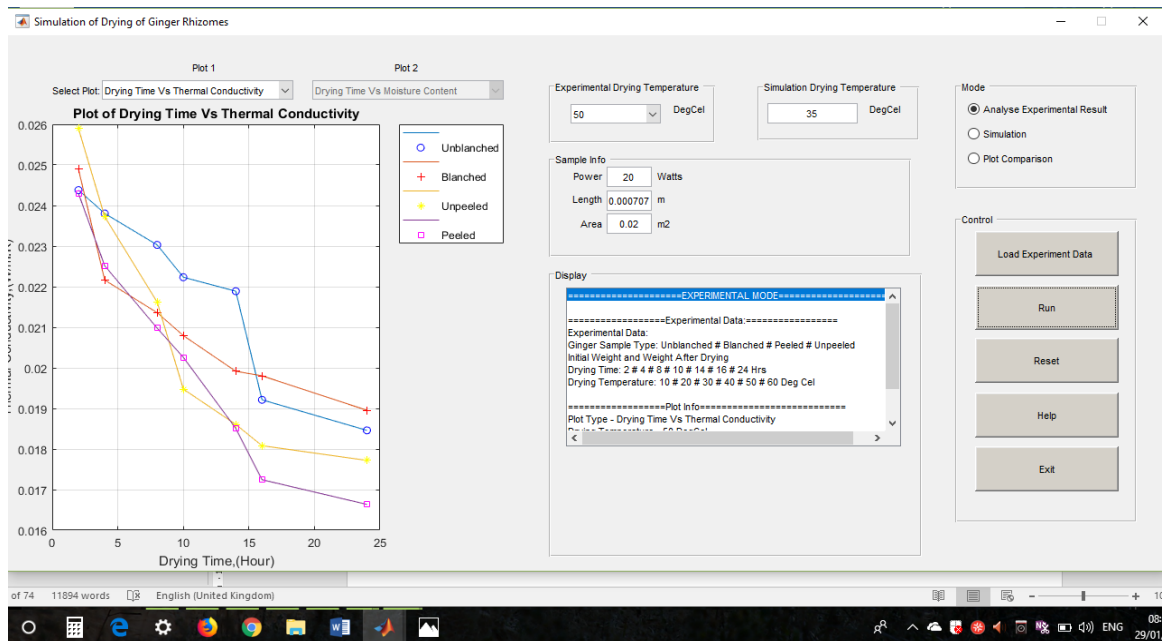 Simulation of Drying of Ginger Rhizomes
Plot 1
Plot 2
Select Plot:
Drying Time Vs Thermal Conductivity
Drying Time Vs Moisture Content
Plot of Drying Time Vs Thermal Conductivity
0.026
0.025
0.024
0.023
0.022
0.021
0.02
0.019
0.018
0.017
0.016
0 5 10 15 20 25
Drying Time,(Hour)
Unblanched
Blanched
Unpeeled
Peeled
Experimental Drying Temperature
50 DegCel
Simulation Drying Temperature
35 DegCel
Sample Info
Power 20 Watts
Length 0.000707 m
Area 0.02 m2
Display
=====================EXPERIMENTAL MODE====================
==================Experimental Data:=================
Experimental Data:
Ginger Sample Type: Unblanched # Blanched # Peeled # Unpeeled
Initial Weight and Weight After Drying
Drying Time: 2 # 4 # 8 # 10 # 14 # 16 # 24 Hrs
Drying Temperature: 10 # 20 # 30 # 40 # 50 # 60 Deg Cel
==================Plot Info===========================
Plot Type - Drying Time Vs Thermal Conductivity
Drying Temperature - 50 DegCel
Mode
Analyse Experimental Result
Simulation
Plot Comparison
Control
Load Experiment Data
Run
Reset
Help
Exit
of 74 11894 words English (United Kingdom)
ENG
08:
29/0